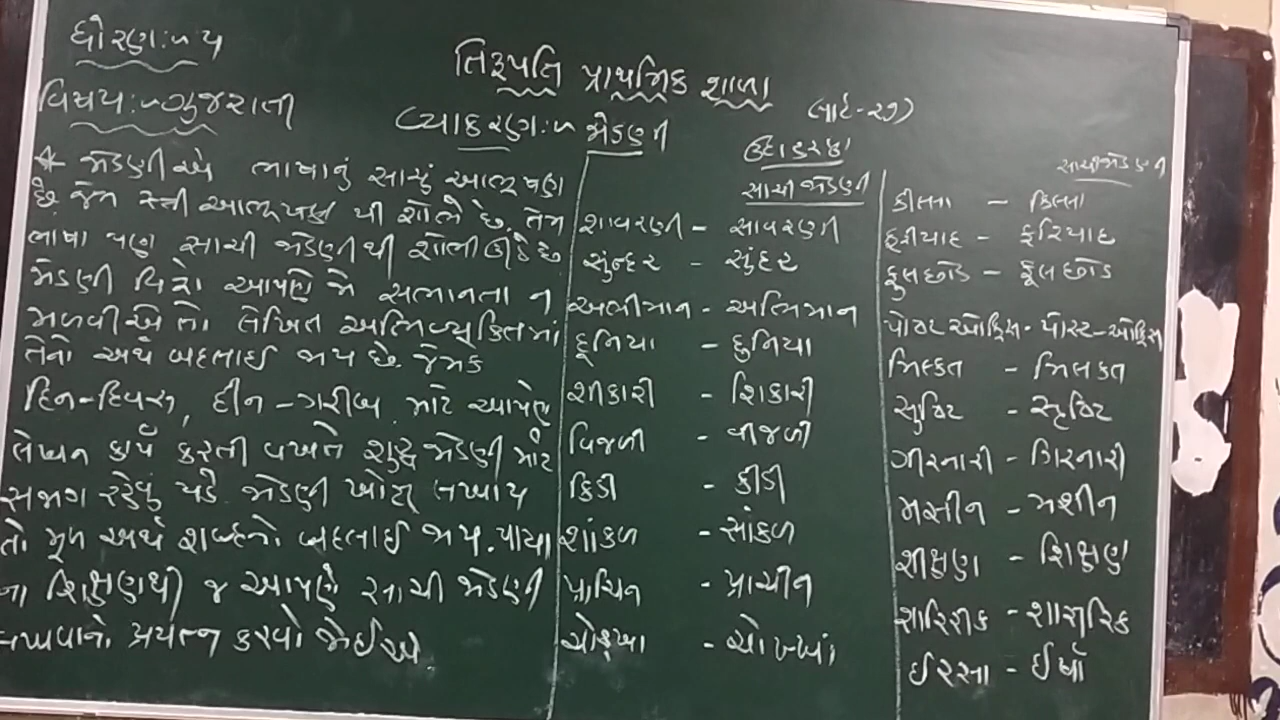 ધોરણઃ- ૫
તિરૂપતિ પ્રાથમિક શાળા
વિષયઃ- ગુજરાતી
વ્યાકરણઃ- જોડણી
(પાર્ટ-૨૭)
* જોડણી એ ભાષાનું સાચું આભૂષણ
છે. જેમ સ્ત્રી આભૂષણ થી શોભે છે. તેમ
ભાષા પણ સાચી જોડણીથી શોભી ઊઠે છે
જોડણી વિશે આપણે જો સભાનતા ન
મેળવીએ તો લેખિત અભિવ્યક્તિમાં
તેનો અર્થ બદલાઈ જાય છે. જેમકે
દિન-દિવસ, દીન-ગરીબ માટે આપણે
લેખન કાર્ય કરતી વખતે શુદ્ધ જોડણી માટે
સજાગ રહેવું પડે. જોડણી ખોટી લખાય
તો મૂળ અર્થ શબ્દનો બદલાઈ જાય. પાયા
ના શિક્ષણથી જ આપણે સાચી જોડણી
લખવાનો પ્રયત્ન કરવો જોઈએ.
ઉદાહરણ
સાચી જોડણી
શાવરણી - સાવરણી
સુંન્દર - સુંદર
અભીમાન - અભિમાન
દૂનિયા - દુનિયા
શીકારી - શિકારી
વિજળી - વીજળી
કિડી - કીડી
શાંકળ - સાંકળ
પ્રાચિન - પ્રાચીન
ચોક્ખા - ચોખ્ખાં
સાચી જોડણી
કીલ્લા - કિલ્લા
ફરીયાદ - ફરિયાદ
ફુલછોડ - ફૂલછોડ
પોષ્ટ ઓફિસ - પોસ્ટ-ઓફિસ
મિલ્કત - મિલકત
સુષ્ટિ - સૃષ્ટિ
ગીરનારી - ગિરનારી
મસીન - મશીન
શીક્ષણ - શિક્ષણ
શારિરીક - શારીરિક
ઈરસા - ઈર્ષા